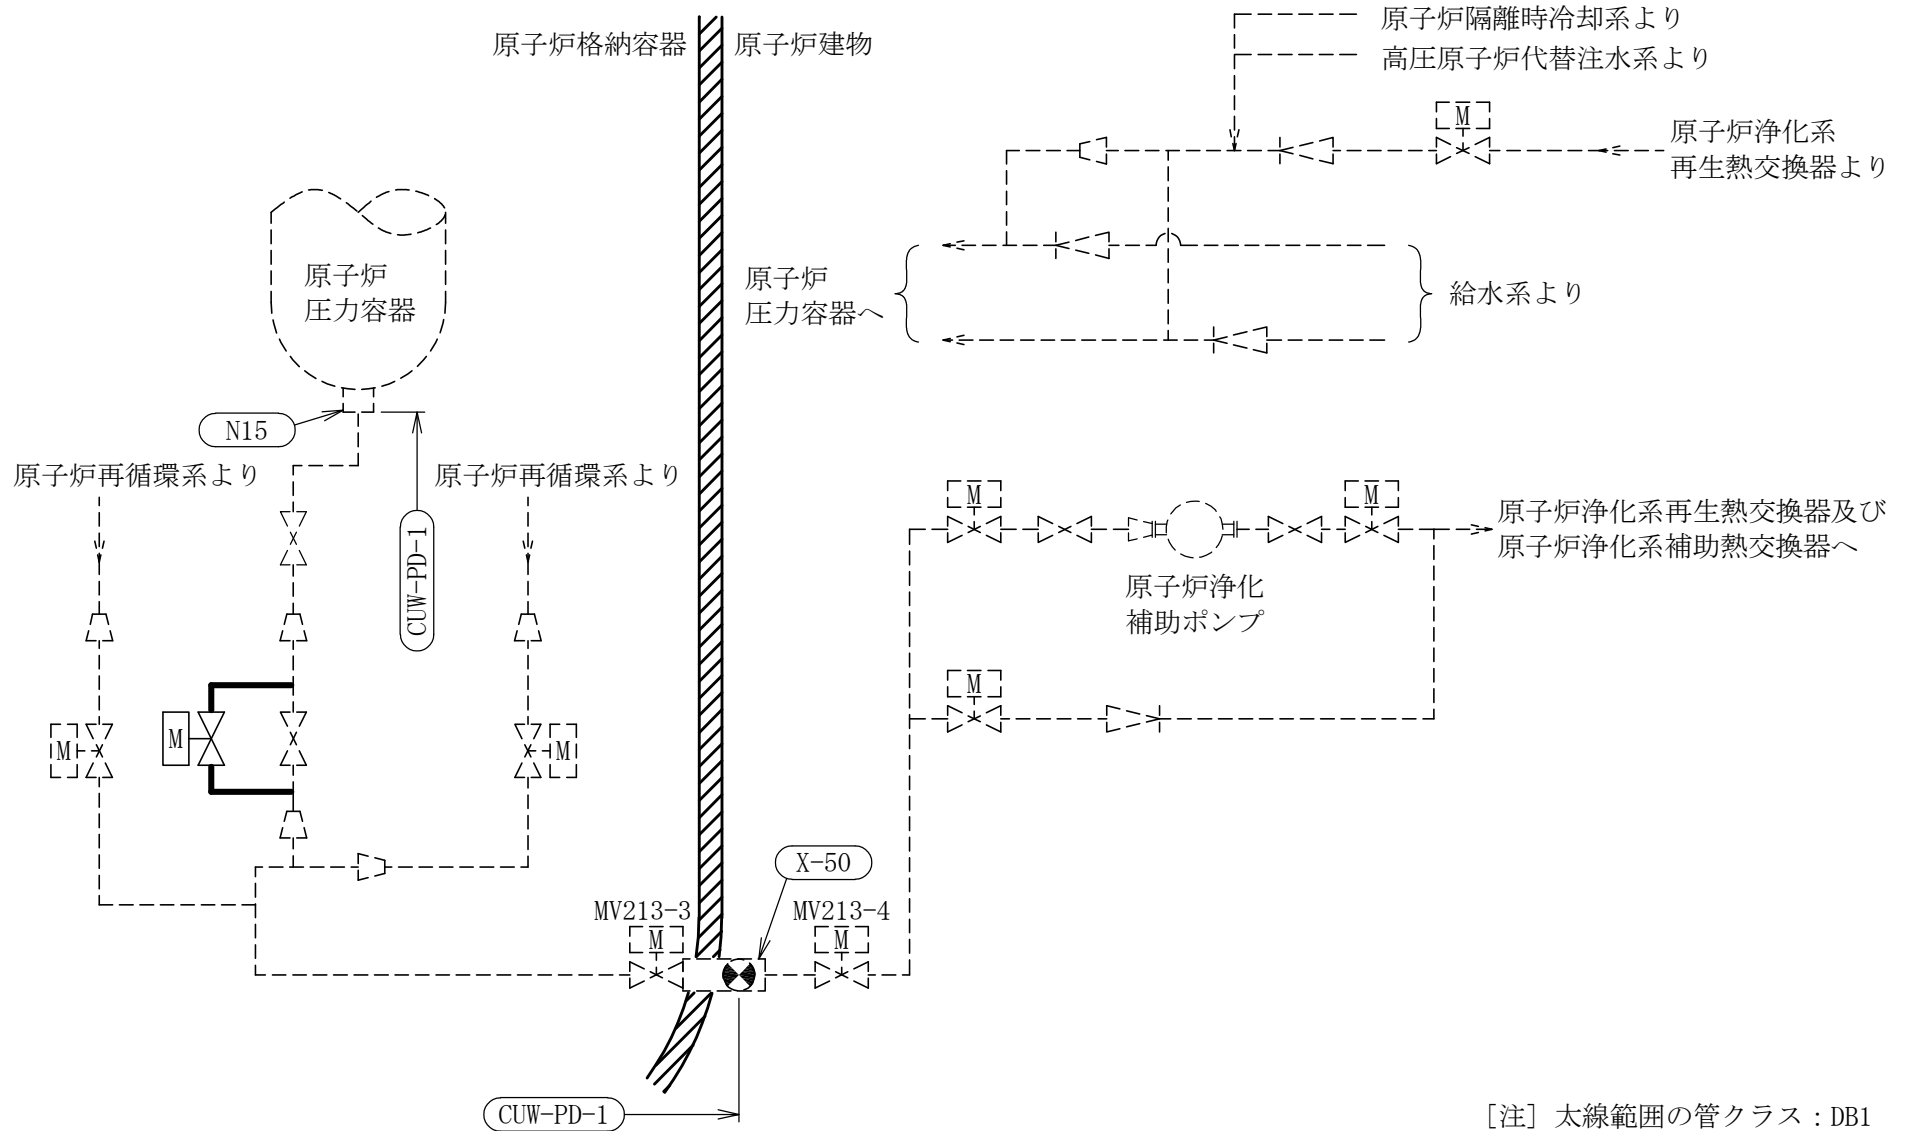 原子炉隔離時冷却系より
高圧原子炉代替注水系より
原子炉格納容器
原子炉建物
M
原子炉浄化系
再生熱交換器より
原子炉
圧力容器
原子炉
圧力容器へ
給水系より
N15
原子炉再循環系より
原子炉再循環系より
CUW-PD-1
M
M
原子炉浄化系再生熱交換器及び
原子炉浄化系補助熱交換器へ
原子炉浄化
補助ポンプ
M
M
M
M
X-50
MV213-3
MV213-4
M
M
CUW-PD-1
[注] 太線範囲の管クラス:DB1